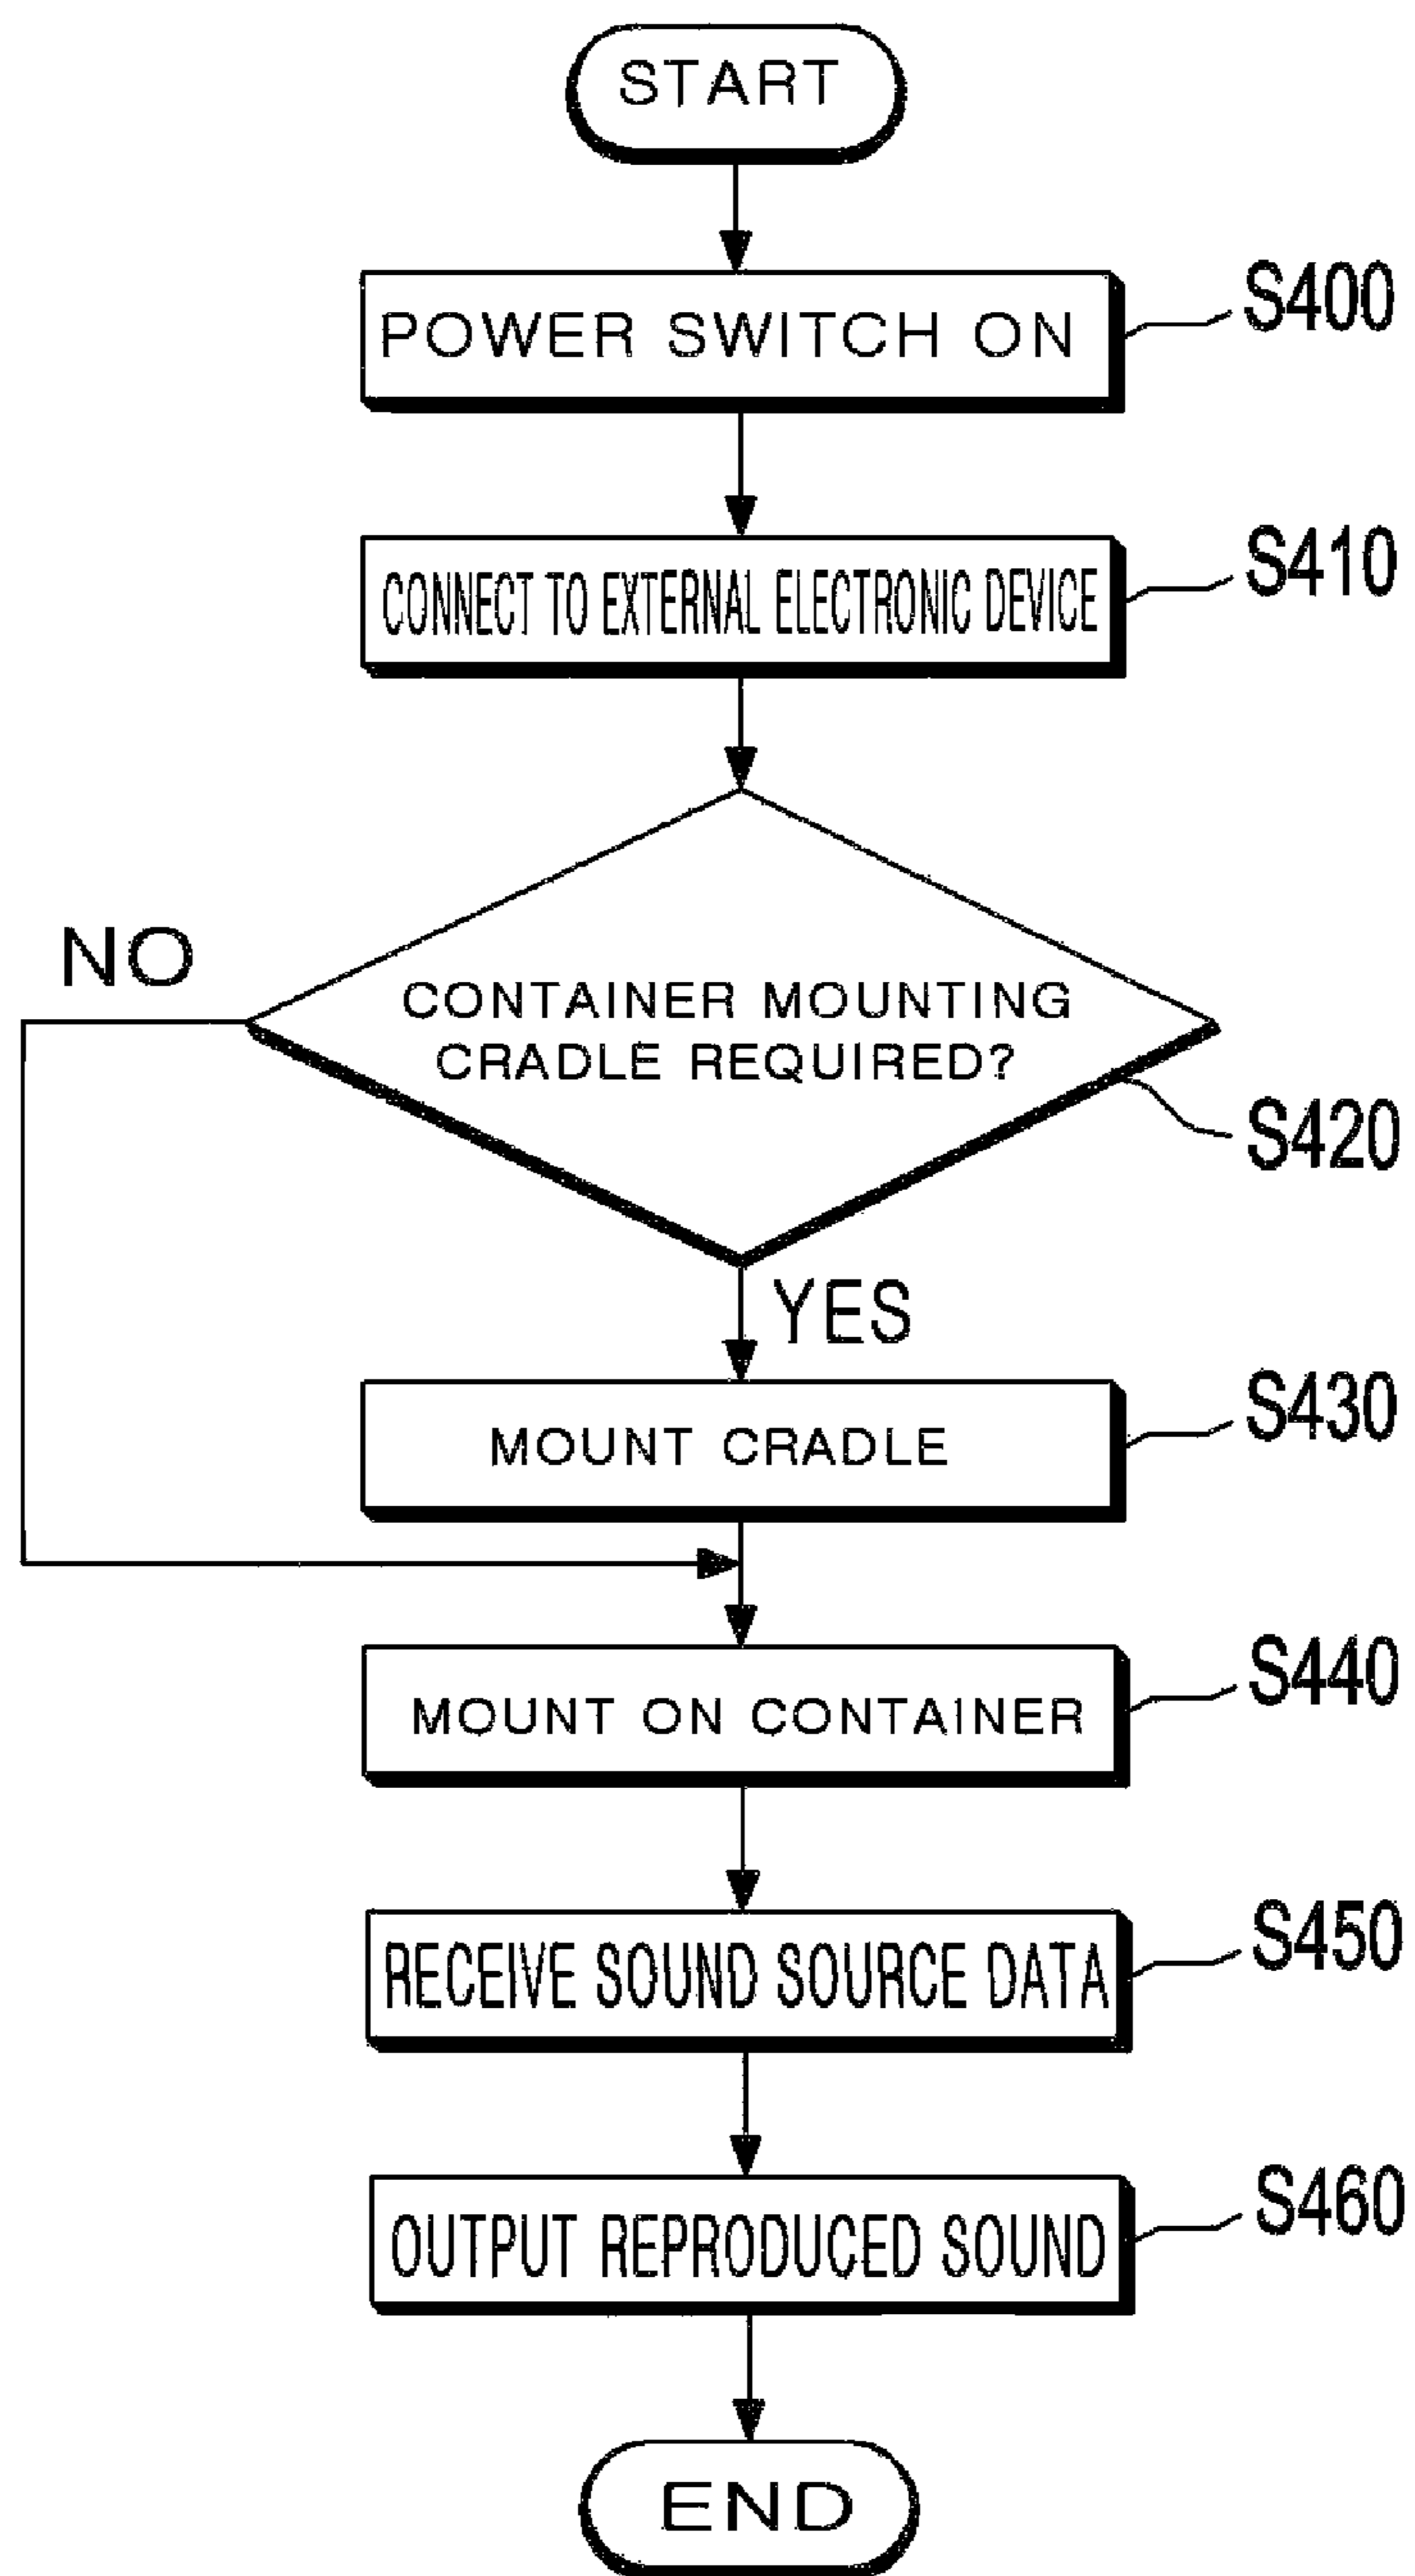 START
POWER SWITCH ON
S400
CONNECT TO EXTERNAL ELECTRONIC DEVICE
S410
NO
CONTAINER MOUNTING
CRADLE REQUIRED?
S420
YES
MOUNT CRADLE
S430
MOUNT ON CONTAINER
S440
RECEIVE SOUND SOURCE DATA
S450
OUTPUT REPRODUCED SOUND
S460
END